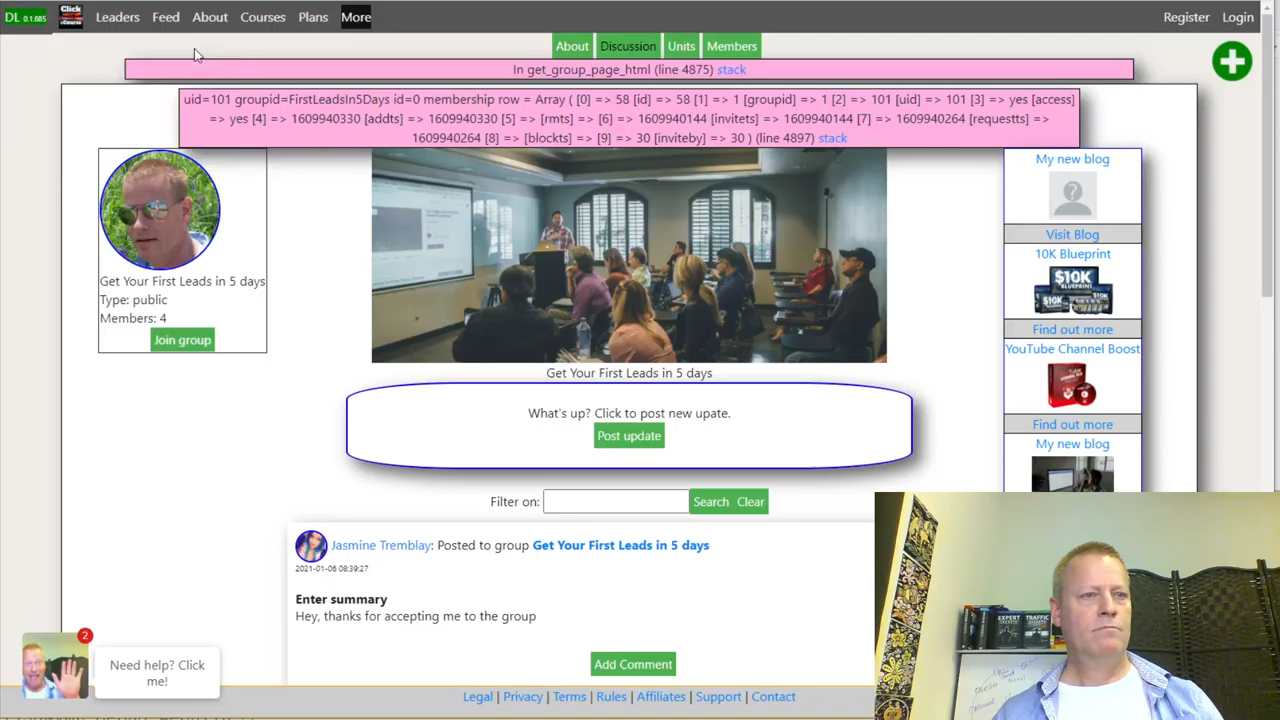 DL 0.1.685 Click eCourse Leaders Feed About Courses Plans More Register Login
About Discussion Units Members
In get_group_page_html (line 4875) stack
uid=101 groupid=FirstLeadsIn5Days id=0 membership row = Array ( [0] => 58 [id] => 58 [1] => 1 [groupid] => 1 [2] => 101 [uid] => 101 [3] => yes [access]
=> yes [4] => 1609940330 [addts] => 1609940330 [5] => [rmts] => [6] => 1609940144 [invitets] => 1609940144 [7] => 1609940264 [requestts] =>
1609940264 [8] => [blockts] => [9] => 30 [inviteby] => 30 ) (line 4897) stack
Get Your First Leads in 5 days
Type: public
Members: 4
Join group
Get Your First Leads in 5 days
What's up? Click to post new upate.
Post update
Filter on: Search Clear
Jasmine Tremblay: Posted to group Get Your First Leads in 5 days
2021-01-06 08:39:27
Enter summary
Hey, thanks for accepting me to the group
Add Comment
My new blog
Visit Blog
10K Blueprint
$10K
$10K
Find out more
YouTube Channel Boost
Find out more
My new blog
EXPERT
TRAFFIC
2
Need help? Click
me!
Legal | Privacy | Terms | Rules | Affiliates | Support | Contact